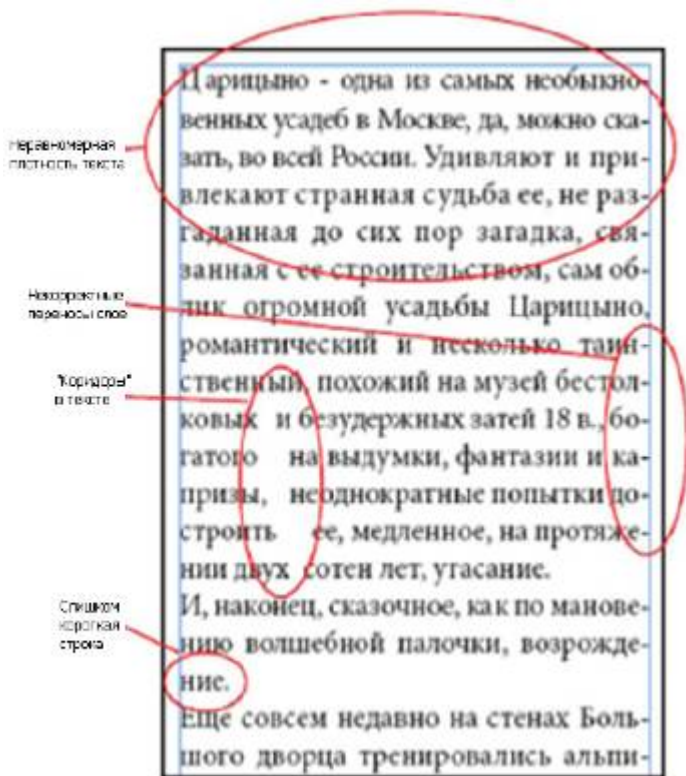 Неравномерная
плотность текста
Некорректные
переносы слов
"Коридоры"
в тексте
Слишком
короткая
строка
Царицыно - одна из самых необыкно-
венных усадеб в Москве, да, можно ска-
зать, во всей России. Удивляют и при-
влекают странная судьба ее, не раз-
гаданная до сих пор загадка, свя-
занная с ее строительством, сам об-
лик огромной усадьбы Царицыно,
романтический и несколько таин-
ственный, похожий на музей бестол-
ковых и безудержных затей 18 в., бо-
гатого на выдумки, фантазии и ка-
призы, неоднократные попытки до-
строить ее, медленное, на протяже-
нии двух сотен лет, угасание.
И, наконец, сказочное, как по манове-
нию волшебной палочки, возрожде-
ние.
Еще совсем недавно на стенах Боль-
шого дворца тренировались альпи-